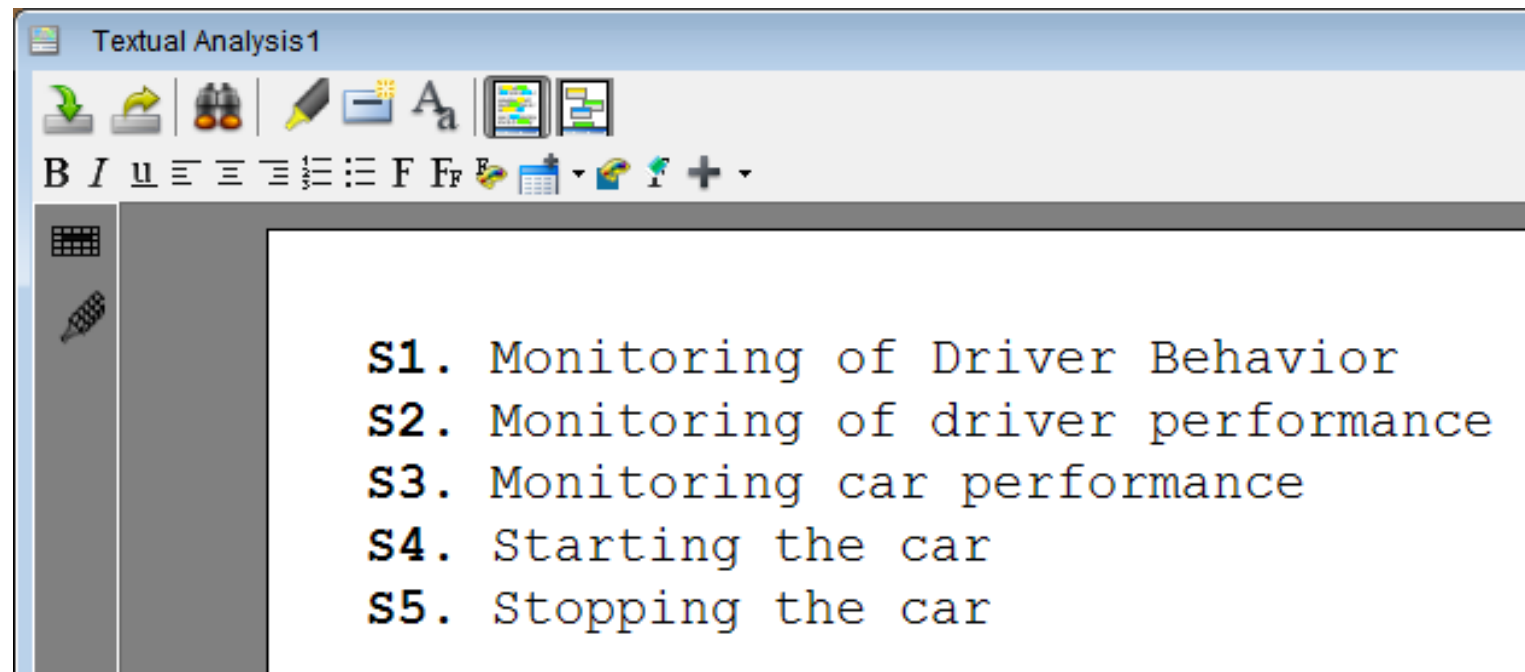 Textual Analysis1
B I u F FF
S1. Monitoring of Driver Behavior
S2. Monitoring of driver performance
S3. Monitoring car performance
S4. Starting the car
S5. Stopping the car